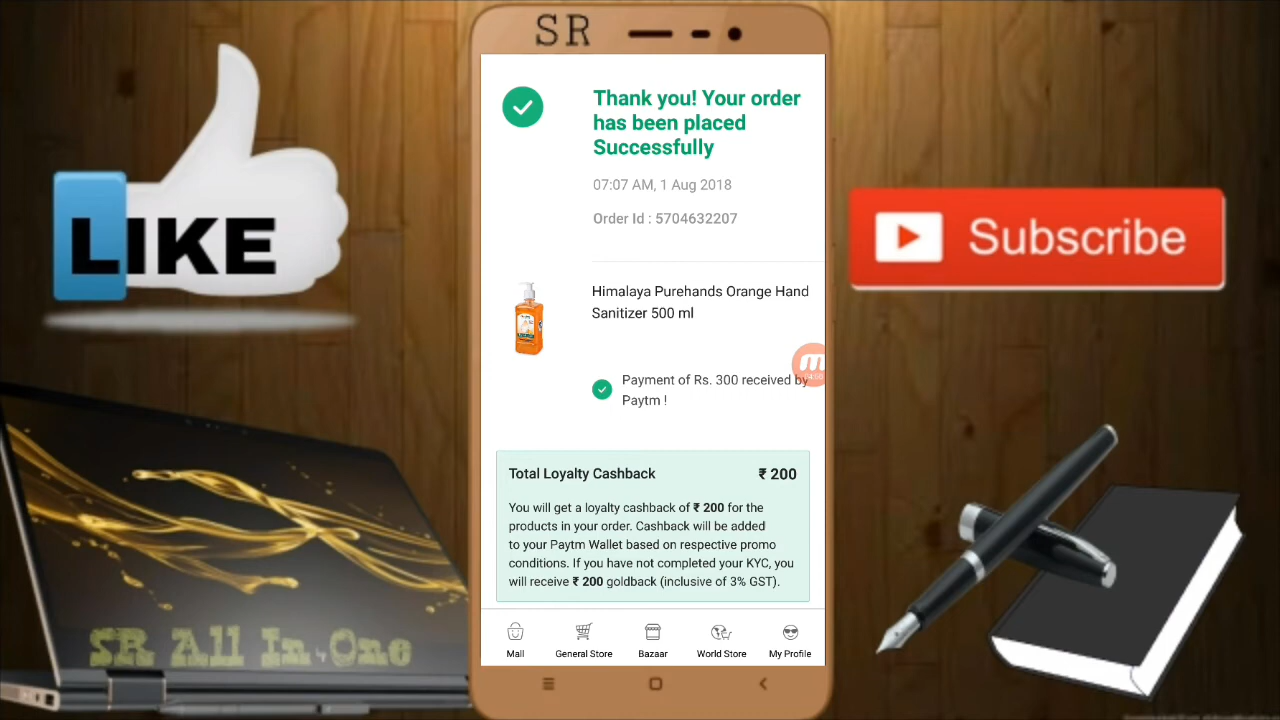 SR
LIKE
Subscribe
Thank you! Your order
has been placed
Successfully
07:07 AM, 1 Aug 2018
Order Id : 5704632207
Himalaya Purehands Orange Hand
Sanitizer 500 ml
Payment of Rs. 300 received by
Paytm !
Total Loyalty Cashback
₹ 200
You will get a loyalty cashback of ₹ 200 for the
products in your order. Cashback will be added
to your Paytm Wallet based on respective promo
conditions. If you have not completed your KYC, you
will receive ₹ 200 goldback (inclusive of 3% GST).
Mall
General Store
Bazaar
World Store
My Profile
SR All In One